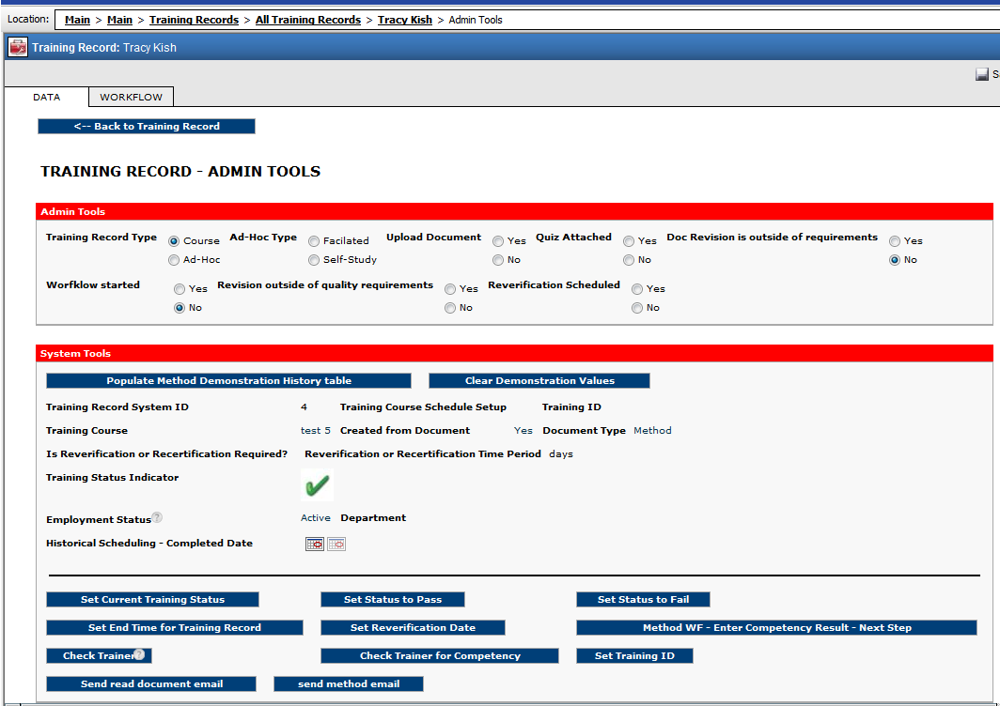 Location: Main > Main > Training Records > All Training Records > Tracy Kish > Admin Tools
Training Record: Tracy Kish
S
DATA WORKFLOW
<-- Back to Training Record
TRAINING RECORD - ADMIN TOOLS
Admin Tools
Training Record Type Course Ad-Hoc Type Facilated Upload Document Yes Quiz Attached Yes Doc Revision is outside of requirements Yes
Ad-Hoc Self-Study No No No
Worfklow started Yes Revision outside of quality requirements Yes Reverification Scheduled Yes
No No No
System Tools
Populate Method Demonstration History table Clear Demonstration Values
Training Record System ID 4 Training Course Schedule Setup Training ID
Training Course test 5 Created from Document Yes Document Type Method
Is Reverification or Recertification Required? Reverification or Recertification Time Period days
Training Status Indicator
Employment Status ? Active Department
Historical Scheduling - Completed Date
Set Current Training Status Set Status to Pass Set Status to Fail
Set End Time for Training Record Set Reverification Date Method WF - Enter Competency Result - Next Step
Check Trainer ? Check Trainer for Competency Set Training ID
Send read document email send method email